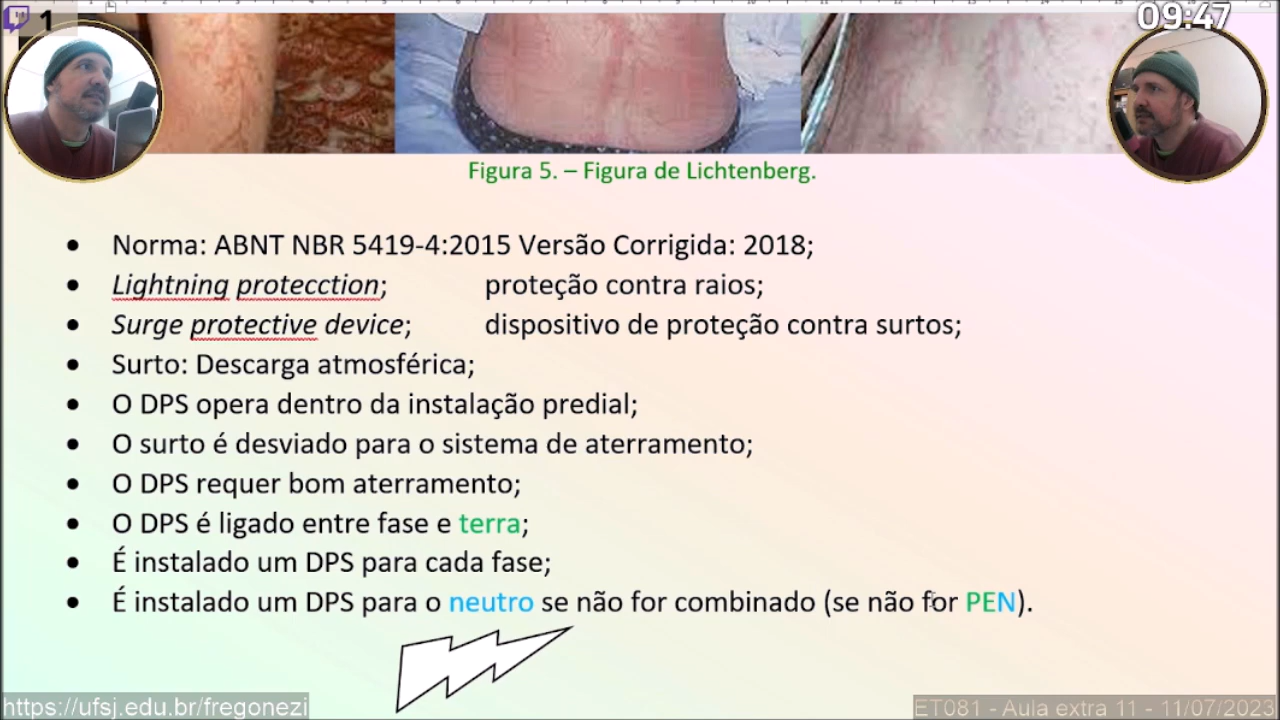 1
09:47
Figura 5. – Figura de Lichtenberg.
• Norma: ABNT NBR 5419-4:2015 Versão Corrigida: 2018;
• Lightning protecction; proteção contra raios;
• Surge protective device; dispositivo de proteção contra surtos;
• Surto: Descarga atmosférica;
• O DPS opera dentro da instalação predial;
• O surto é desviado para o sistema de aterramento;
• O DPS requer bom aterramento;
• O DPS é ligado entre fase e terra;
• É instalado um DPS para cada fase;
• É instalado um DPS para o neutro se não for combinado (se não for PEN).
https://ufsj.edu.br/fregonezi
ET081 - Aula extra 11 - 11/07/2023